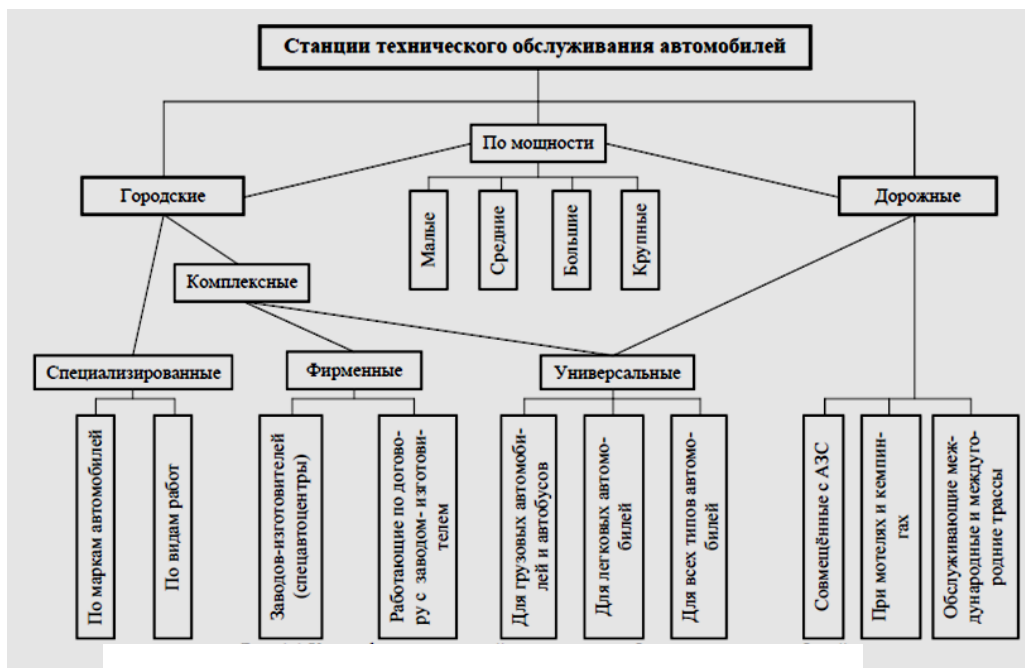 Станции технического обслуживания автомобилей
По мощности
Городские
Дорожные
Малые
Средние
Большие
Крупные
Комплексные
Специализированные
Фирменные
Универсальные
По маркам автомобилей
По видам работ
Заводов-изготовителей
(спецавтоцентры)
Работающие по догово-
ру с заводом- изготови-
телем
Для грузовых автомоби-
лей и автобусов
Для легковых автомо-
билей
Для всех типов автомо-
билей
Совмещённые с АЗС
При мотелях и кемпин-
гах
Обслуживающие меж-
дународные и междуго-
родние трассы